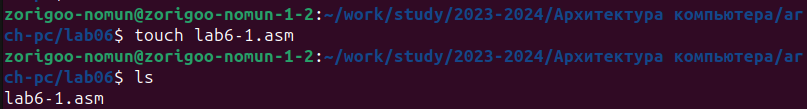 zorigoo-nomun@zorigoo-nomun-1-2:~/work/study/2023-2024/Архитектура компьютера/ar
ch-pc/lab06$ touch lab6-1.asm
zorigoo-nomun@zorigoo-nomun-1-2:~/work/study/2023-2024/Архитектура компьютера/ar
ch-pc/lab06$ ls
lab6-1.asm